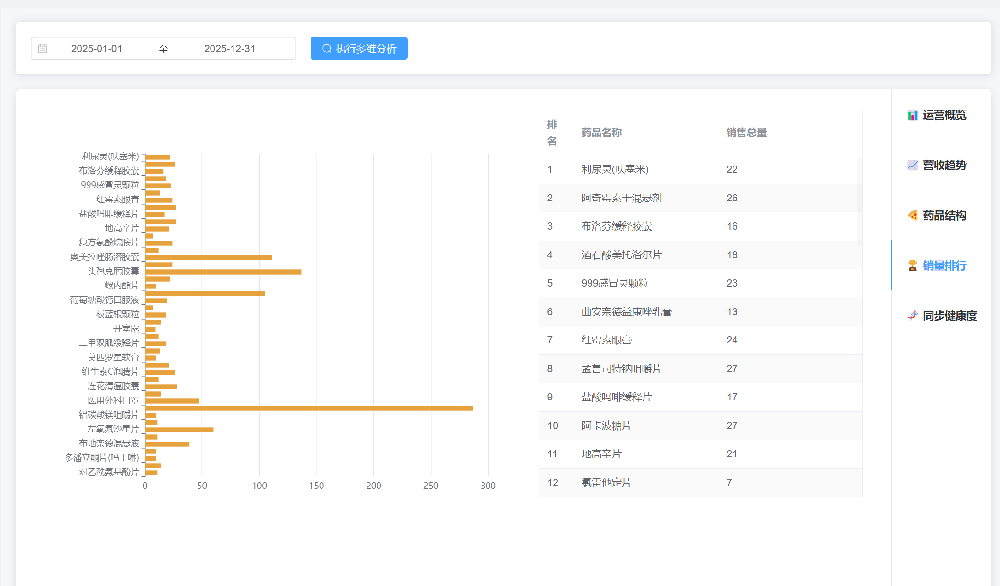 2025-01-01 至 2025-12-31 执行多维分析
利尿灵(呋塞米)
布洛芬缓释胶囊
999感冒灵颗粒
红霉素眼膏
盐酸吗啡缓释片
地高辛片
复方氨酚烷胺片
奥美拉唑肠溶胶囊
头孢克肟胶囊
螺内酯片
葡萄糖酸钙口服液
板蓝根颗粒
开塞露
二甲双胍缓释片
莫匹罗星软膏
维生素C泡腾片
连花清瘟胶囊
医用外科口罩
铝碳酸镁咀嚼片
左氧氟沙星片
布地奈德混悬液
多潘立酮片(吗丁啉)
对乙酰氨基酚片
0 50 100 150 200 250 300
排名 药品名称 销售总量
1 利尿灵(呋塞米) 22
2 阿奇霉素干混悬剂 26
3 布洛芬缓释胶囊 16
4 酒石酸美托洛尔片 18
5 999感冒灵颗粒 23
6 曲安奈德益康唑乳膏 13
7 红霉素眼膏 24
8 孟鲁司特钠咀嚼片 27
9 盐酸吗啡缓释片 17
10 阿卡波糖片 27
11 地高辛片 21
12 氯雷他定片 7
运营概览
营收趋势
药品结构
销量排行
同步健康度